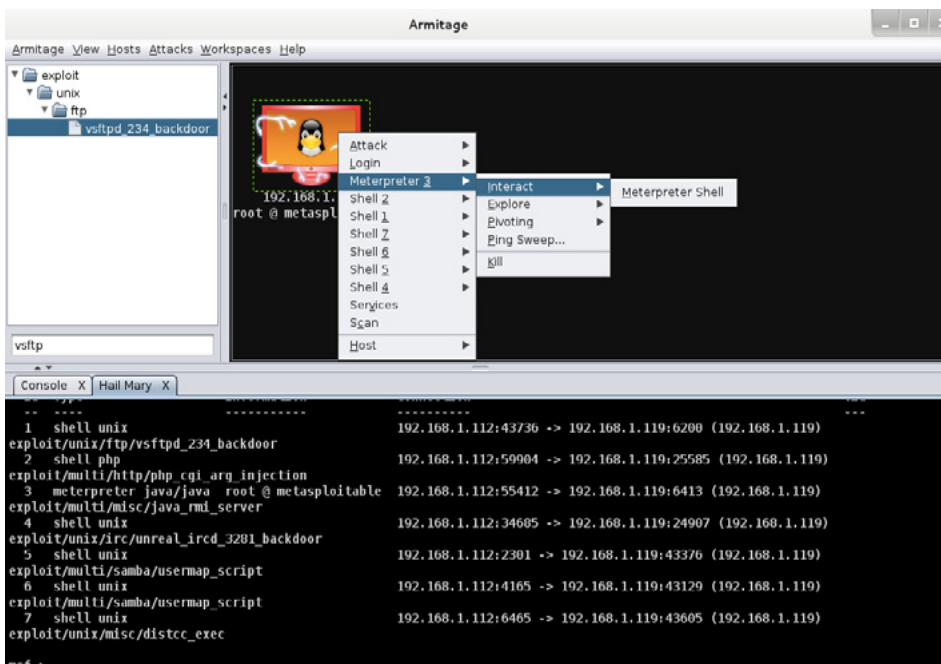 Armitage
Armitage View Hosts Attacks Workspaces Help
exploit
unix
ftp
vsftpd_234_backdoor
vsftp
192.168.1.
root @ metaspl
Attack
Login
Meterpreter 3
Shell 2
Shell 1
Shell 7
Shell 6
Shell 5
Shell 4
Services
Scan
Host
Interact
Explore
Pivoting
Ping Sweep...
Kill
Meterpreter Shell
Console X Hail Mary X
-- ---- ----------- ---------- ---
1 shell unix 192.168.1.112:43736 -> 192.168.1.119:6200 (192.168.1.119)
exploit/unix/ftp/vsftpd_234_backdoor
2 shell php 192.168.1.112:59904 -> 192.168.1.119:25585 (192.168.1.119)
exploit/multi/http/php_cgi_arg_injection
3 meterpreter java/java root @ metasploitable 192.168.1.112:55412 -> 192.168.1.119:6413 (192.168.1.119)
exploit/multi/misc/java_rmi_server
4 shell unix 192.168.1.112:34685 -> 192.168.1.119:24907 (192.168.1.119)
exploit/unix/irc/unreal_ircd_3281_backdoor
5 shell unix 192.168.1.112:2301 -> 192.168.1.119:43376 (192.168.1.119)
exploit/multi/samba/usermap_script
6 shell unix 192.168.1.112:4165 -> 192.168.1.119:43129 (192.168.1.119)
exploit/multi/samba/usermap_script
7 shell unix 192.168.1.112:6465 -> 192.168.1.119:43605 (192.168.1.119)
exploit/unix/misc/distcc_exec